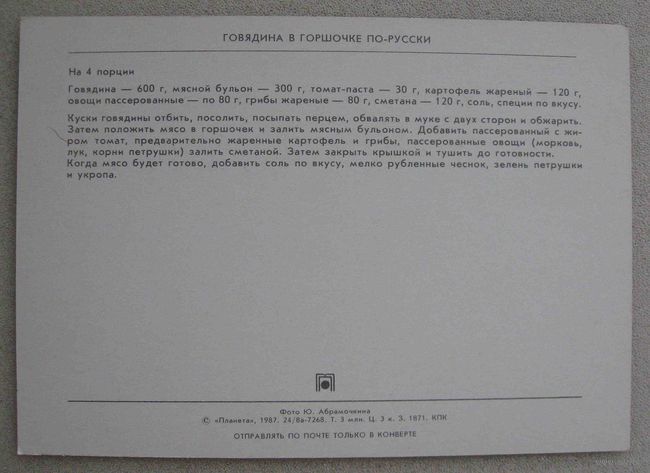 ГОВЯДИНА В ГОРШОЧКЕ ПО-РУССКИ
На 4 порции
Говядина — 600 г, мясной бульон — 300 г, томат-паста — 30 г, картофель жареный — 120 г,
овощи пассерованные — по 80 г, грибы жареные — 80 г, сметана — 120 г, соль, специи по вкусу.
Куски говядины отбить, посолить, посыпать перцем, обвалять в муке с двух сторон и обжарить.
Затем положить мясо в горшочек и залить мясным бульоном. Добавить пассерованный с жи-
ром томат, предварительно жаренные картофель и грибы, пассерованные овощи (морковь,
лук, корни петрушки) залить сметаной. Затем закрыть крышкой и тушить до готовности.
Когда мясо будет готово, добавить соль по вкусу, мелко рубленные чеснок, зелень петрушки
и укропа.
Фото Ю. Абрамочкина
© «Планета», 1987. 24/8а-7268. Т. 3 млн. Ц. 3 к. З. 1871. КПК
ОТПРАВЛЯТЬ ПО ПОЧТЕ ТОЛЬКО В КОНВЕРТЕ